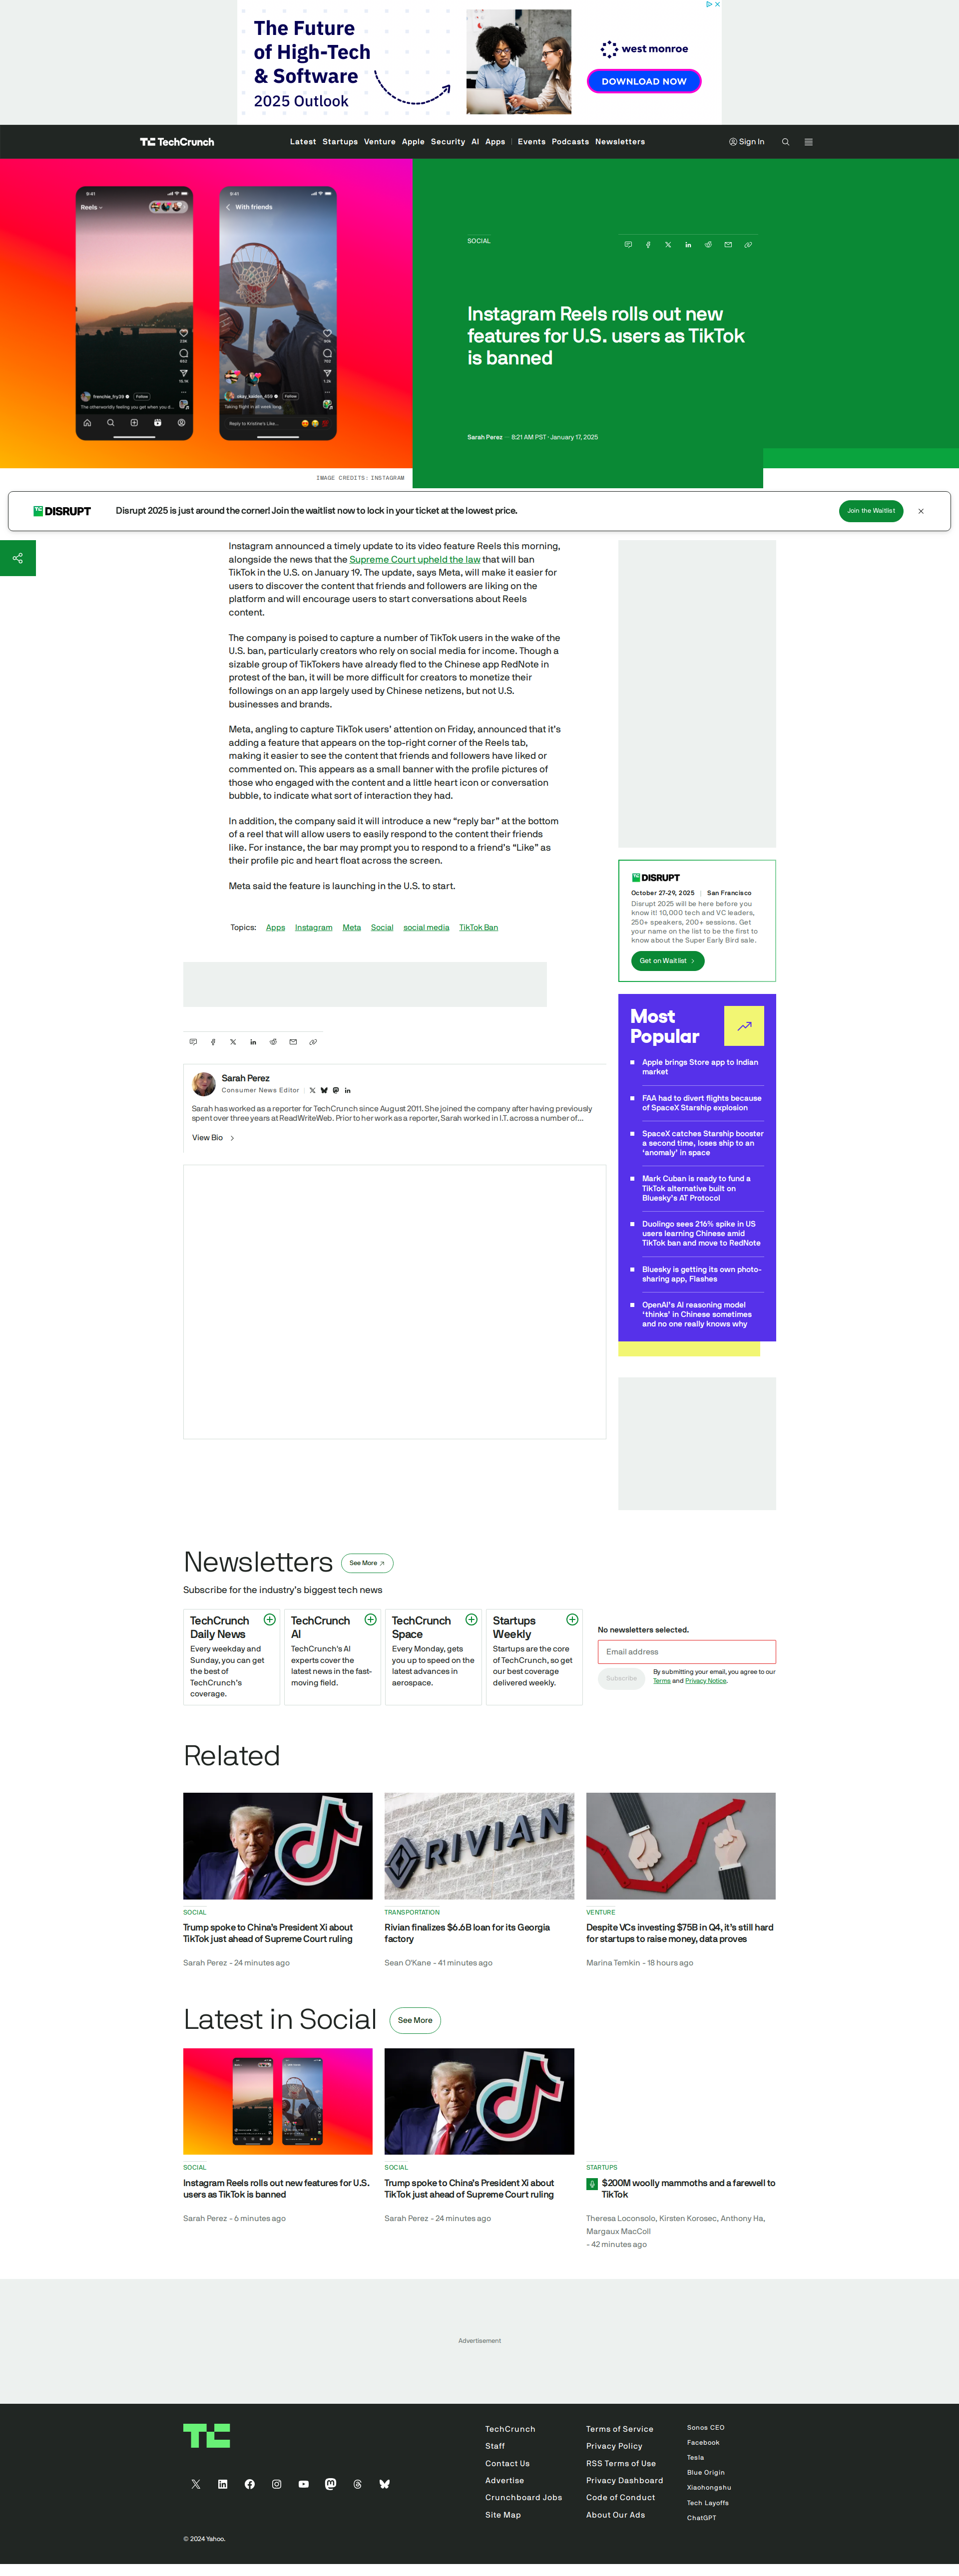 The Future
of High-Tech
& Software
2025 Outlook
west monroe
DOWNLOAD NOW
TechCrunch
Latest Startups Venture Apple Security AI Apps | Events Podcasts Newsletters
Sign In
9:41
Reels
9:41
With friends
frenchie_fry39
Follow
The otherworldly feeling you get when you d...
Follow
Taking flight in all week long
Reply to Kristine's Like...
SOCIAL
Instagram Reels rolls out new
features for U.S. users as TikTok
is banned
Sarah Perez — 8:21 AM PST · January 17, 2025
IMAGE CREDITS: INSTAGRAM
DISRUPT
Disrupt 2025 is just around the corner! Join the waitlist now to lock in your ticket at the lowest price.
Join the Waitlist
Instagram announced a timely update to its video feature Reels this morning,
alongside the news that the Supreme Court upheld the law that will ban
TikTok in the U.S. on January 19. The update, says Meta, will make it easier for
users to discover the content that friends and followers are liking on the
platform and will encourage users to start conversations about Reels
content.
The company is poised to capture a number of TikTok users in the wake of the
U.S. ban, particularly creators who rely on social media for income. Though a
sizable group of TikTokers have already fled to the Chinese app RedNote in
protest of the ban, it will be more difficult for creators to monetize their
followings on an app largely used by Chinese netizens, but not U.S.
businesses and brands.
Meta, angling to capture TikTok users’ attention on Friday, announced that it’s
adding a feature that appears on the top-right corner of the Reels tab,
making it easier to see the content that friends and followers have liked or
commented on. This appears as a small banner with the profile pictures of
those who engaged with the content and a little heart icon or conversation
bubble, to indicate what sort of interaction they had.
In addition, the company said it will introduce a new “reply bar” at the bottom
of a reel that will allow users to easily respond to the content their friends
like. For instance, the bar may prompt you to respond to a friend’s “Like” as
their profile pic and heart float across the screen.
Meta said the feature is launching in the U.S. to start.
Topics: Apps Instagram Meta Social social media TikTok Ban
Sarah Perez
Consumer News Editor
Sarah has worked as a reporter for TechCrunch since August 2011. She joined the company after having previously
spent over three years at ReadWriteWeb. Prior to her work as a reporter, Sarah worked in I.T. across a number of...
View Bio
DISRUPT
October 27-29, 2025 | San Francisco
Disrupt 2025 will be here before you
know it! 10,000 tech and VC leaders,
250+ speakers, 200+ sessions. Get
your name on the list to be the first to
know about the Super Early Bird sale.
Get on Waitlist
Most
Popular
Apple brings Store app to Indian
market
FAA had to divert flights because
of SpaceX Starship explosion
SpaceX catches Starship booster
a second time, loses ship to an
‘anomaly’ in space
Mark Cuban is ready to fund a
TikTok alternative built on
Bluesky’s AT Protocol
Duolingo sees 216% spike in US
users learning Chinese amid
TikTok ban and move to RedNote
Bluesky is getting its own photo-
sharing app, Flashes
OpenAI’s AI reasoning model
‘thinks’ in Chinese sometimes
and no one really knows why
Newsletters
See More
Subscribe for the industry’s biggest tech news
TechCrunch
Daily News
Every weekday and
Sunday, you can get
the best of
TechCrunch’s
coverage.
TechCrunch
AI
TechCrunch’s AI
experts cover the
latest news in the fast-
moving field.
TechCrunch
Space
Every Monday, gets
you up to speed on the
latest advances in
aerospace.
Startups
Weekly
Startups are the core
of TechCrunch, so get
our best coverage
delivered weekly.
No newsletters selected.
Email address
Subscribe
By submitting your email, you agree to our
Terms and Privacy Notice.
Related
RIVIAN
SOCIAL
Trump spoke to China’s President Xi about
TikTok just ahead of Supreme Court ruling
Sarah Perez - 24 minutes ago
TRANSPORTATION
Rivian finalizes $6.6B loan for its Georgia
factory
Sean O’Kane - 41 minutes ago
VENTURE
Despite VCs investing $75B in Q4, it’s still hard
for startups to raise money, data proves
Marina Temkin - 18 hours ago
Latest in Social
See More
SOCIAL
Instagram Reels rolls out new features for U.S.
users as TikTok is banned
Sarah Perez - 6 minutes ago
SOCIAL
Trump spoke to China’s President Xi about
TikTok just ahead of Supreme Court ruling
Sarah Perez - 24 minutes ago
STARTUPS
$200M woolly mammoths and a farewell to
TikTok
Theresa Loconsolo, Kirsten Korosec, Anthony Ha,
Margaux MacColl
- 42 minutes ago
Advertisement
TechCrunch
Staff
Contact Us
Advertise
Crunchboard Jobs
Site Map
Terms of Service
Privacy Policy
RSS Terms of Use
Privacy Dashboard
Code of Conduct
About Our Ads
Sonos CEO
Facebook
Tesla
Blue Origin
Xiaohongshu
Tech Layoffs
ChatGPT
© 2024 Yahoo.